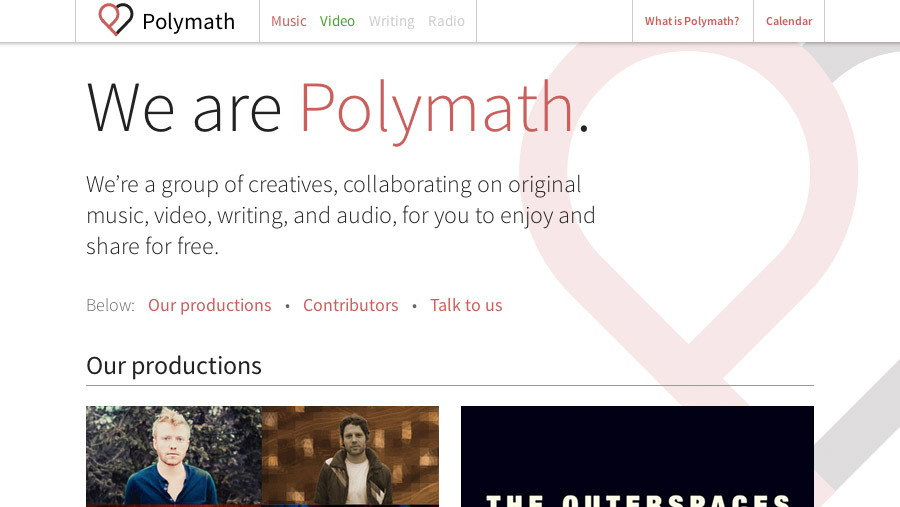 Polymath
Music Video Writing Radio
What is Polymath? Calendar
We are Polymath.
We’re a group of creatives, collaborating on original
music, video, writing, and audio, for you to enjoy and
share for free.
Below: Our productions • Contributors • Talk to us
Our productions
THE OUTERSPACES